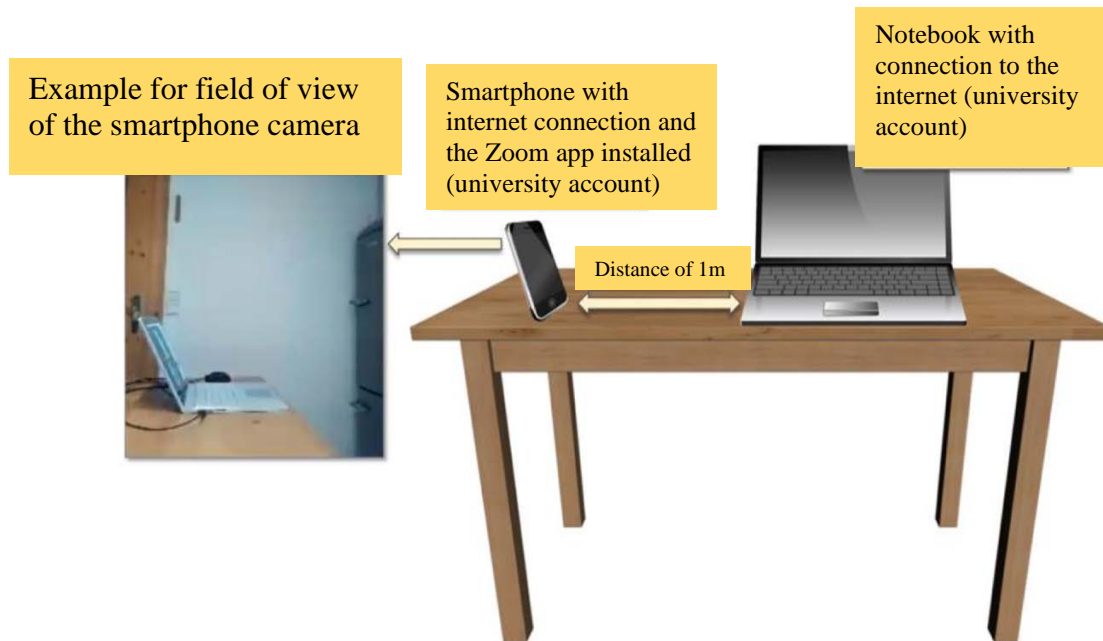 Example for field of view
of the smartphone camera
Smartphone with
internet connection and
the Zoom app installed
(university account)
Notebook with
connection to the
internet (university
account)
Distance of 1m